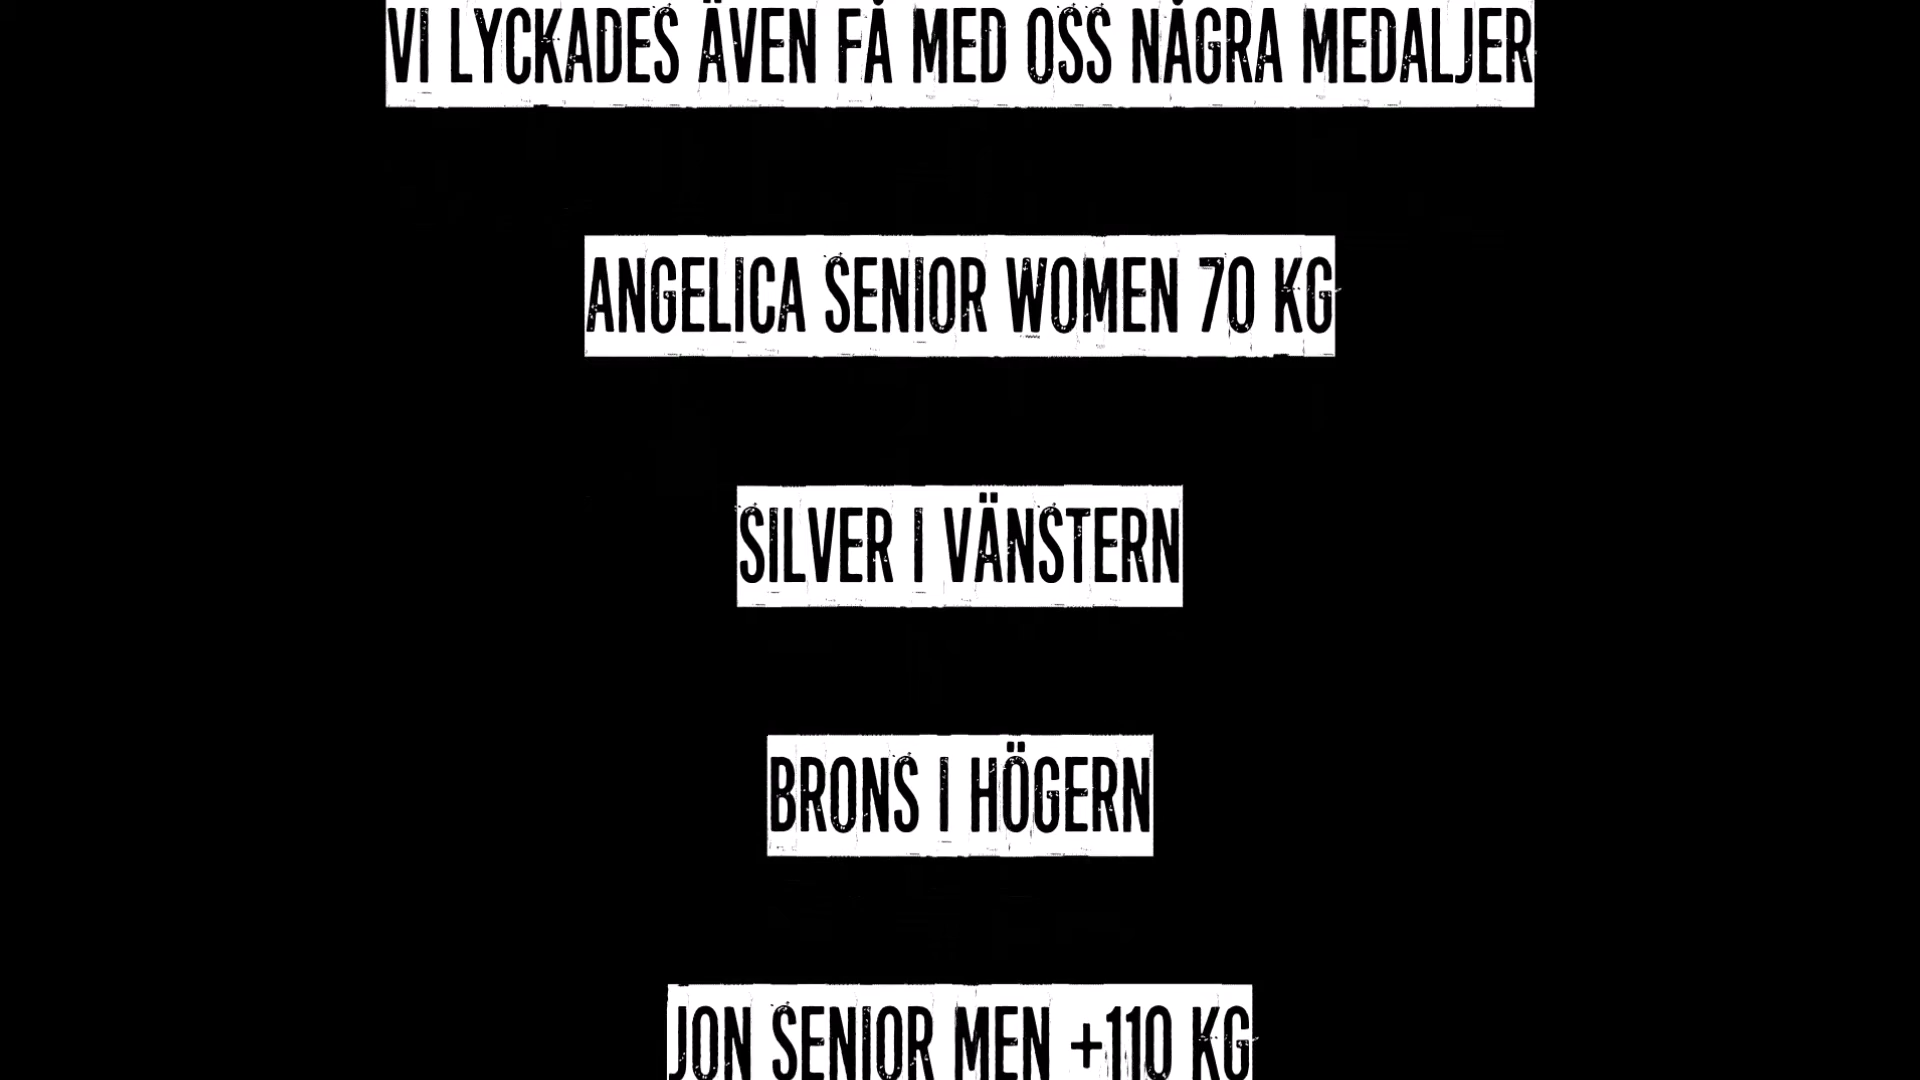 VI LYCKADES ÄVEN FÅ MED OSS NÅGRA MEDALJER
ANGELICA SENIOR WOMEN 70 KG
SILVER I VÄNSTERN
BRONS I HÖGERN
JON SENIOR MEN +110 KG